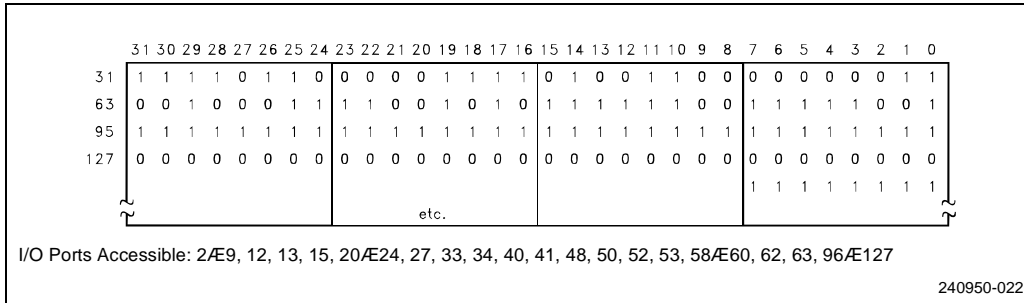 31 30 29 28 27 26 25 24 23 22 21 20 19 18 17 16 15 14 13 12 11 10 9 8 7 6 5 4 3 2 1 0
31 1 1 1 1 0 1 1 0 0 0 0 0 1 1 1 1 0 1 0 0 1 1 0 0 0 0 0 0 0 0 1 1
63 0 0 1 0 0 0 1 1 1 1 0 0 1 0 1 0 1 1 1 1 1 1 0 0 1 1 1 1 1 0 0 1
95 1 1 1 1 1 1 1 1 1 1 1 1 1 1 1 1 1 1 1 1 1 1 1 1 1 1 1 1 1 1 1 1
127 0 0 0 0 0 0 0 0 0 0 0 0 0 0 0 0 0 0 0 0 0 0 0 0 0 0 0 0 0 0 0 0
1 1 1 1 1 1 1 1
etc.
I/O Ports Accessible: 2Æ9, 12, 13, 15, 20Æ24, 27, 33, 34, 40, 41, 48, 50, 52, 53, 58Æ60, 62, 63, 96Æ127
240950-022